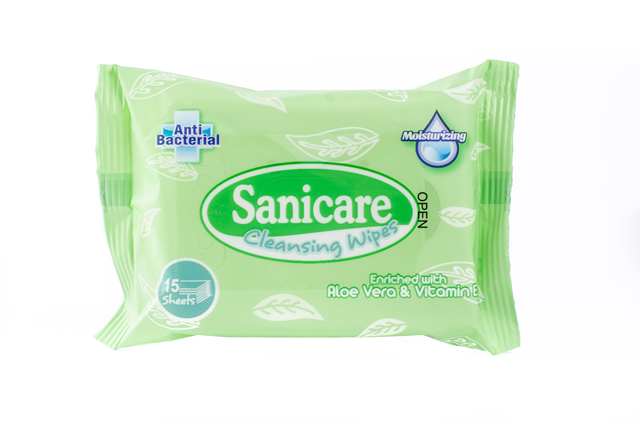 Anti
Bacterial
Moisturizing
Sanicare
Cleansing Wipes
OPEN
15
Sheets
Enriched with
Aloe Vera & Vitamin E